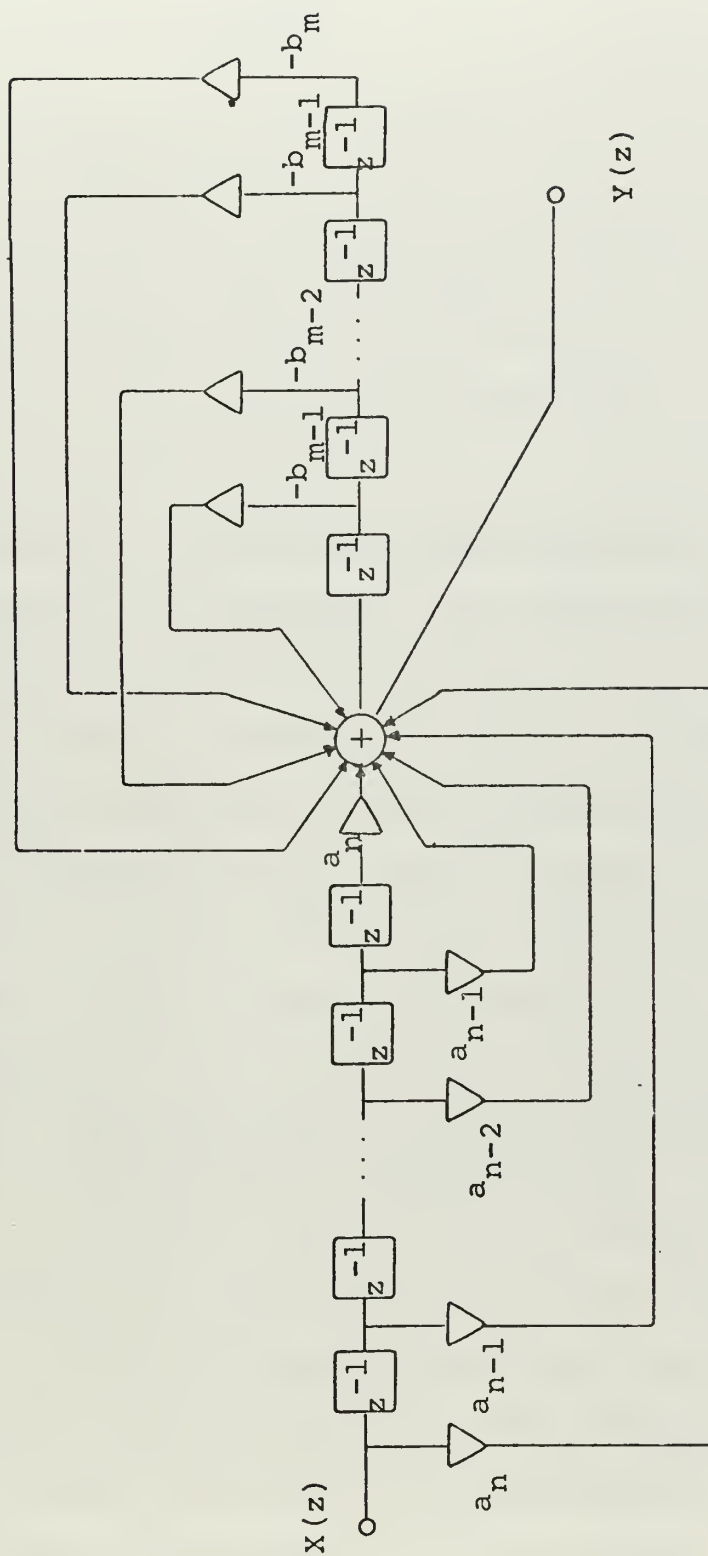 X(z)
a_n
z^-1
a_n-1
z^-1
. . .
a_n-2
z^-1
a_n-1
z^-1
a_n
+
z^-1
-b_m-1
z^-1
-b_m-2
. . .
z^-1
-b_m-1
z^-1
-b_m
Y(z)